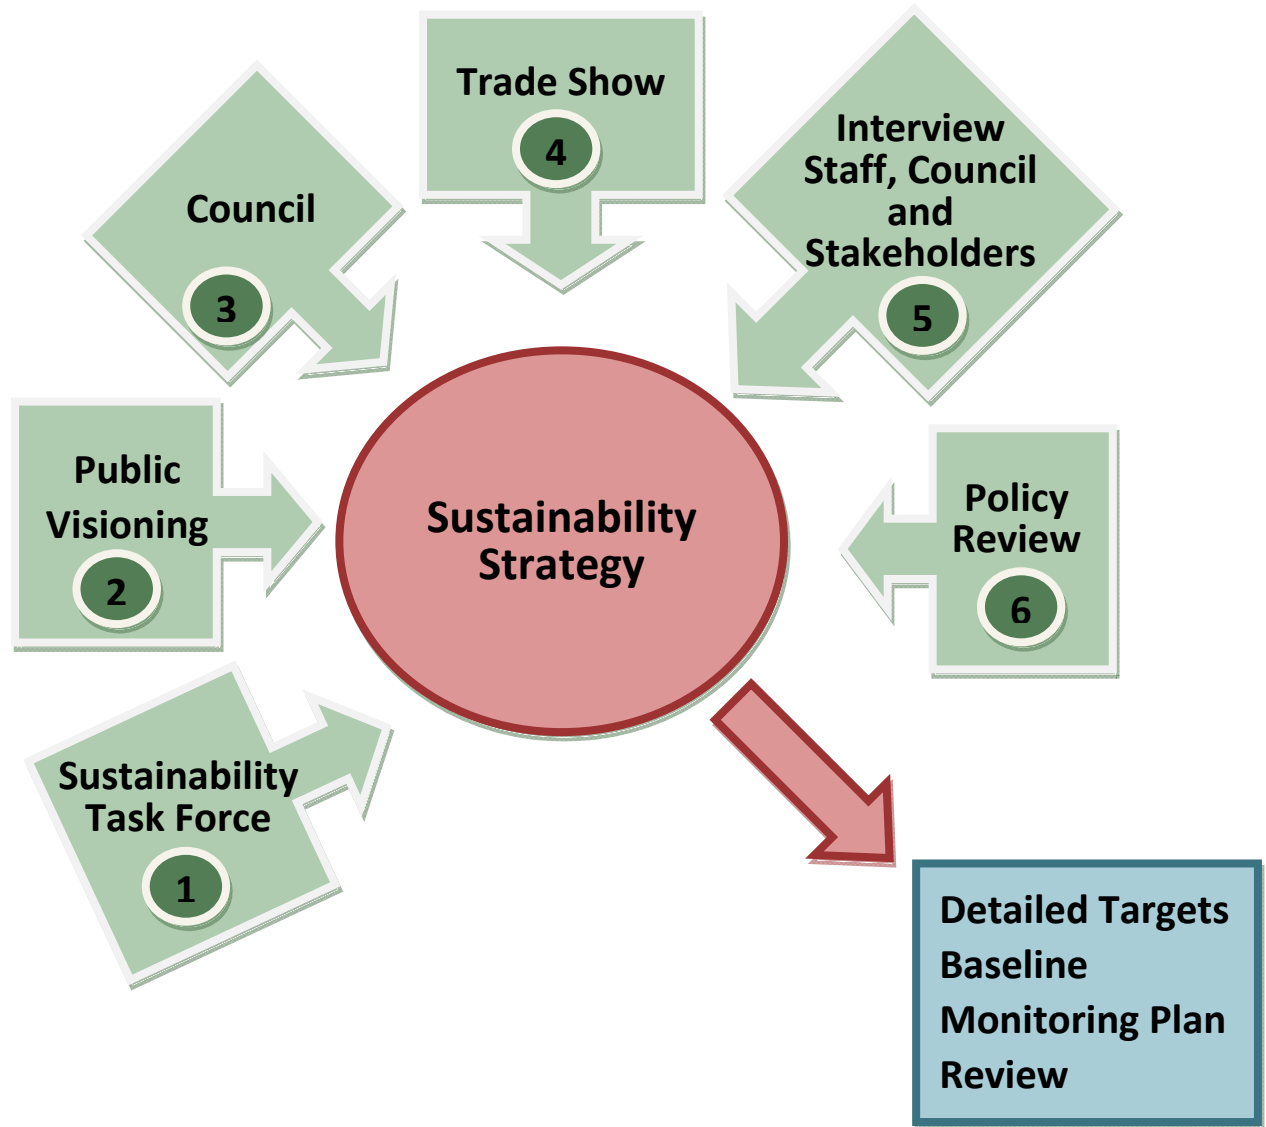 Trade Show
4
Interview
Staff, Council
and
Stakeholders
5
Council
3
Public
Visioning
2
Sustainability
Strategy
Policy
Review
6
Sustainability
Task Force
1
Detailed Targets
Baseline
Monitoring Plan
Review